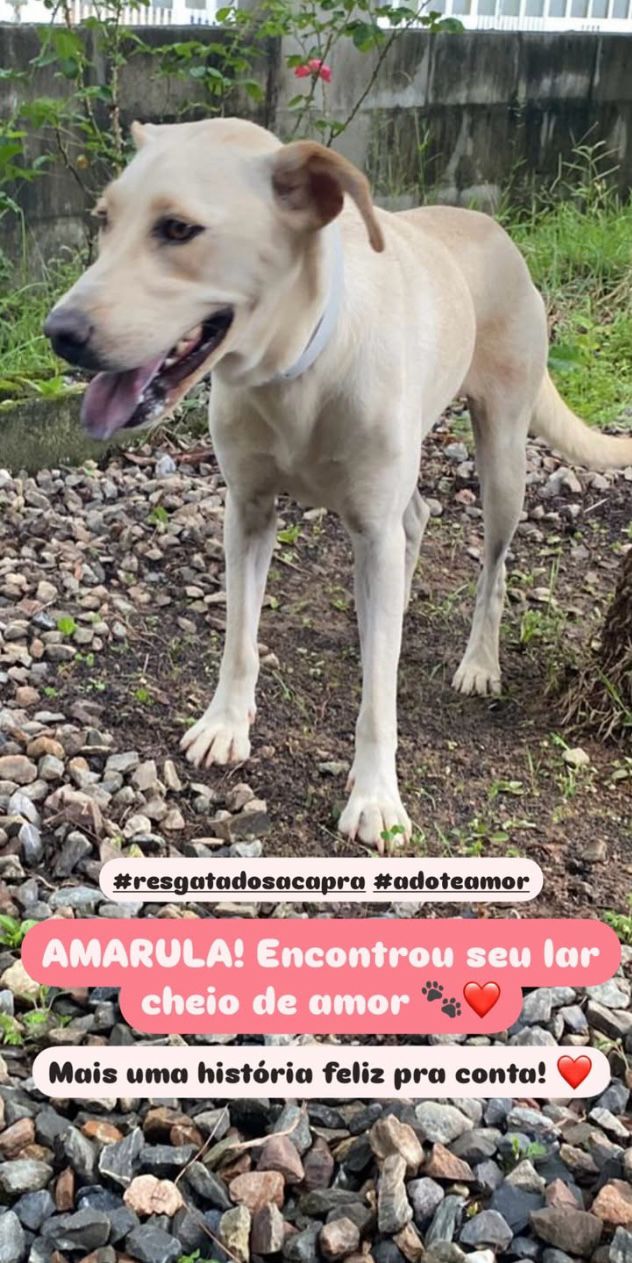 #resgatadosacapra #adoteamor
AMARULA! Encontrou seu lar
cheio de amor 🐾❤️
Mais uma história feliz pra conta! ❤️